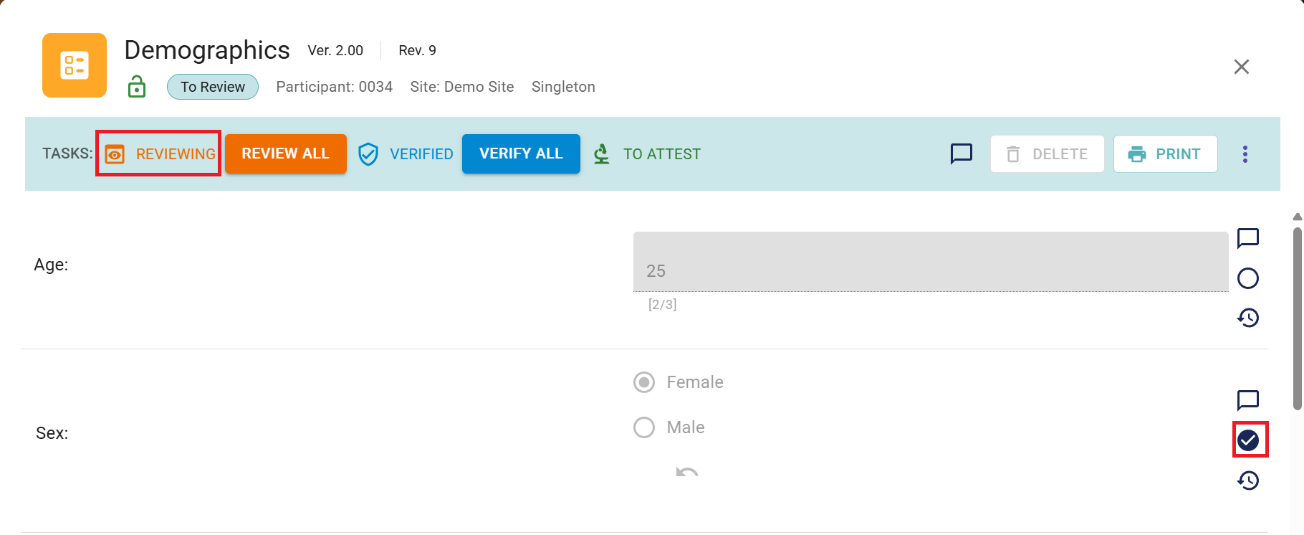 Demographics Ver. 2.00 Rev. 9
To Review Participant: 0034 Site: Demo Site Singleton
TASKS: REVIEWING REVIEW ALL VERIFIED VERIFY ALL TO ATTEST DELETE PRINT
Age: 25
[2/3]
Female
Sex:
Male